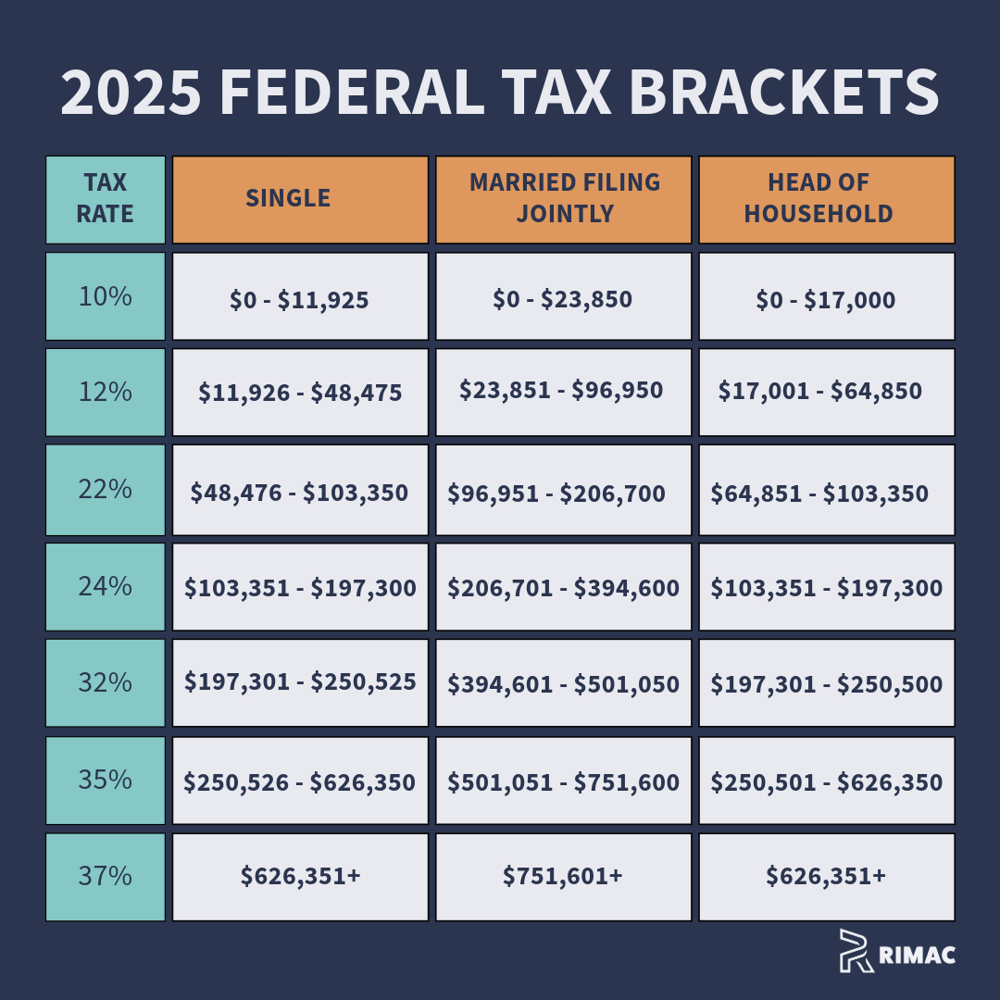 2025 FEDERAL TAX BRACKETS
TAX
RATE
SINGLE
MARRIED FILING
JOINTLY
HEAD OF
HOUSEHOLD
10%
$0 - $11,925
$0 - $23,850
$0 - $17,000
12%
$11,926 - $48,475
$23,851 - $96,950
$17,001 - $64,850
22%
$48,476 - $103,350
$96,951 - $206,700
$64,851 - $103,350
24%
$103,351 - $197,300
$206,701 - $394,600
$103,351 - $197,300
32%
$197,301 - $250,525
$394,601 - $501,050
$197,301 - $250,500
35%
$250,526 - $626,350
$501,051 - $751,600
$250,501 - $626,350
37%
$626,351+
$751,601+
$626,351+
RIMAC